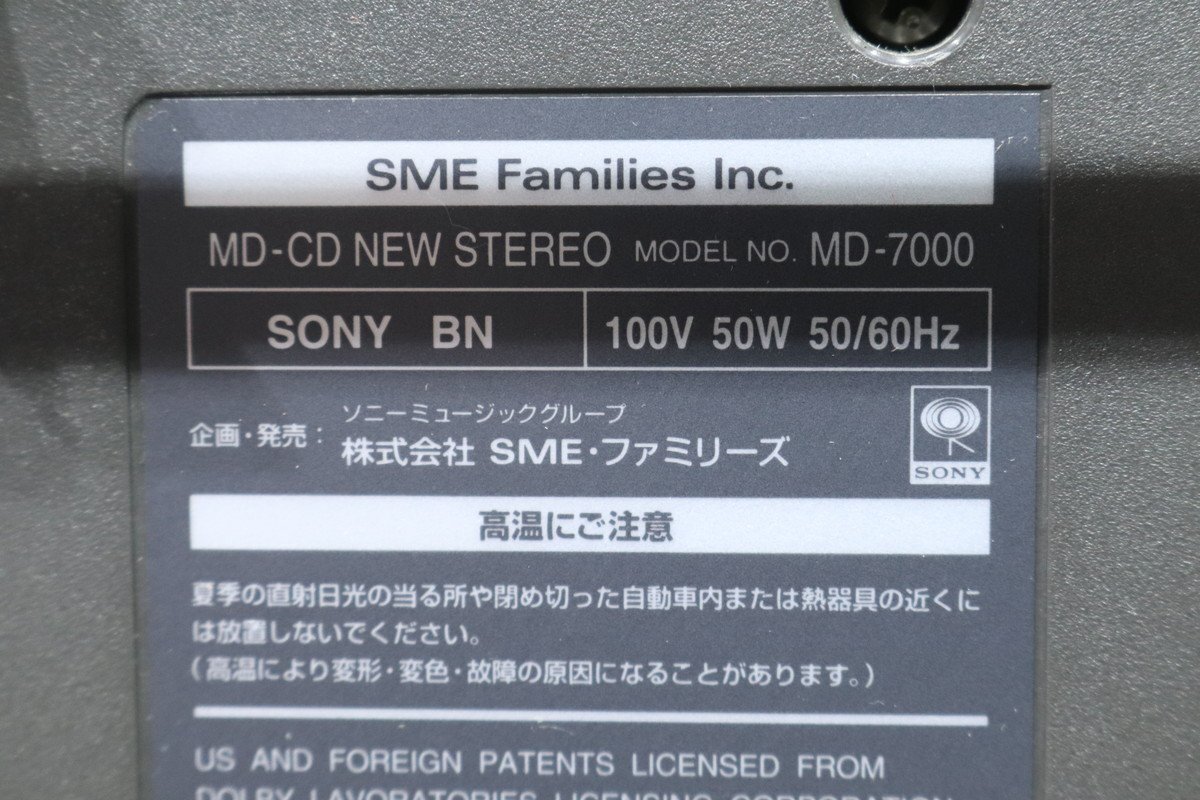 SME Families Inc.
MD-CD NEW STEREO MODEL NO. MD-7000
SONY BN 100V 50W 50/60Hz
ソニーミュージックグループ
企画・発売： 株式会社 SME・ファミリーズ
SONY
高温にご注意
夏季の直射日光の当る所や閉め切った自動車内または熱器具の近くに
は放置しないでください。
(高温により変形・変色・故障の原因になることがあります。)
US AND FOREIGN PATENTS LICENSED FROM
DOLBY LAVORATORIES LICENSING CORPORATION